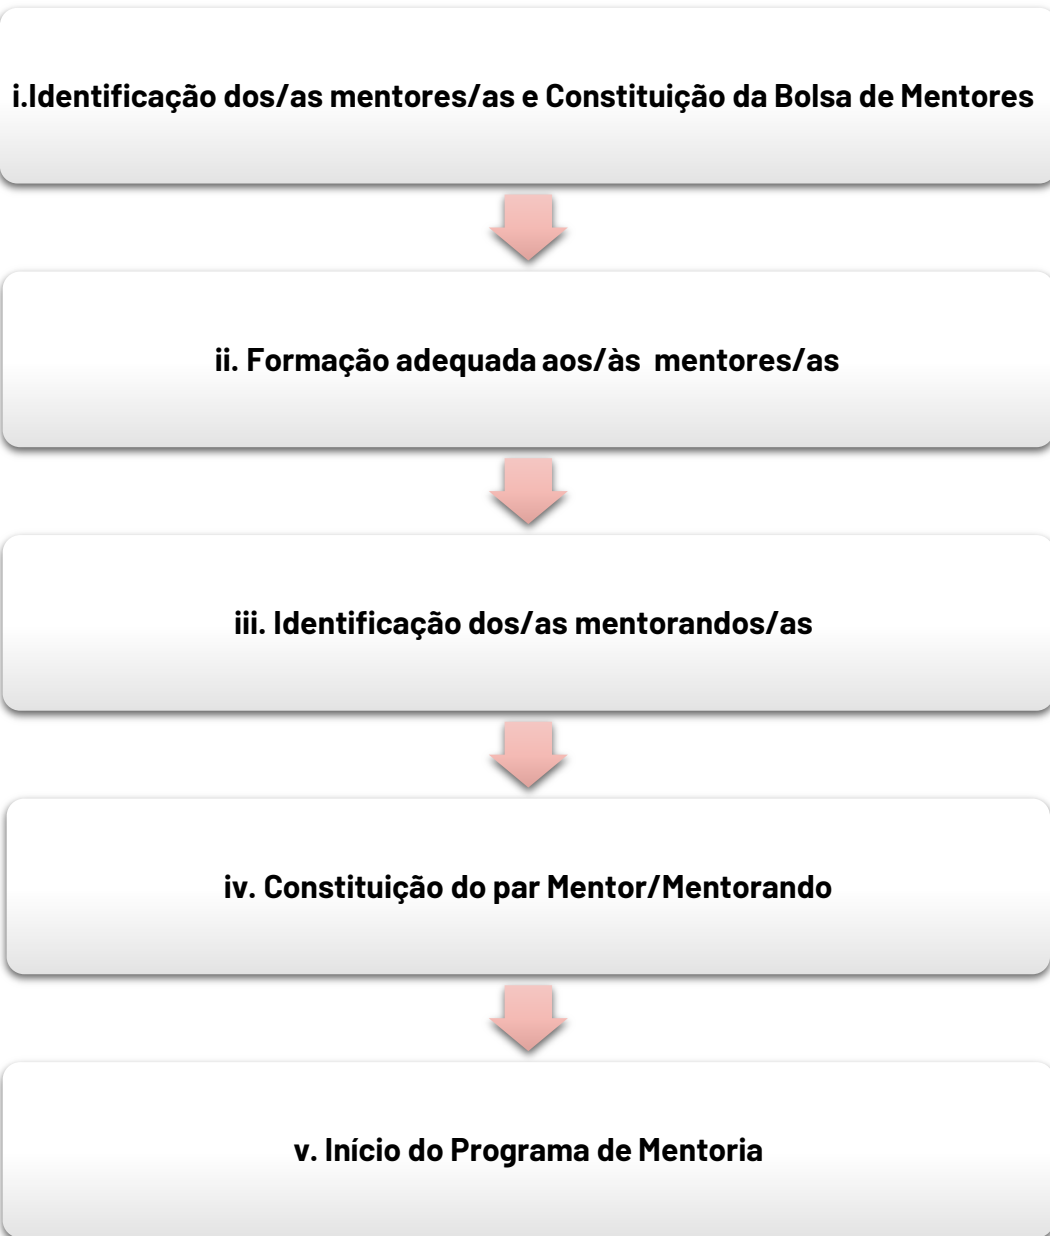 i.Identificação dos/as mentores/as e Constituição da Bolsa de Mentores
ii. Formação adequada aos/às mentores/as
iii. Identificação dos/as mentorandos/as
iv. Constituição do par Mentor/Mentorando
v. Início do Programa de Mentoria